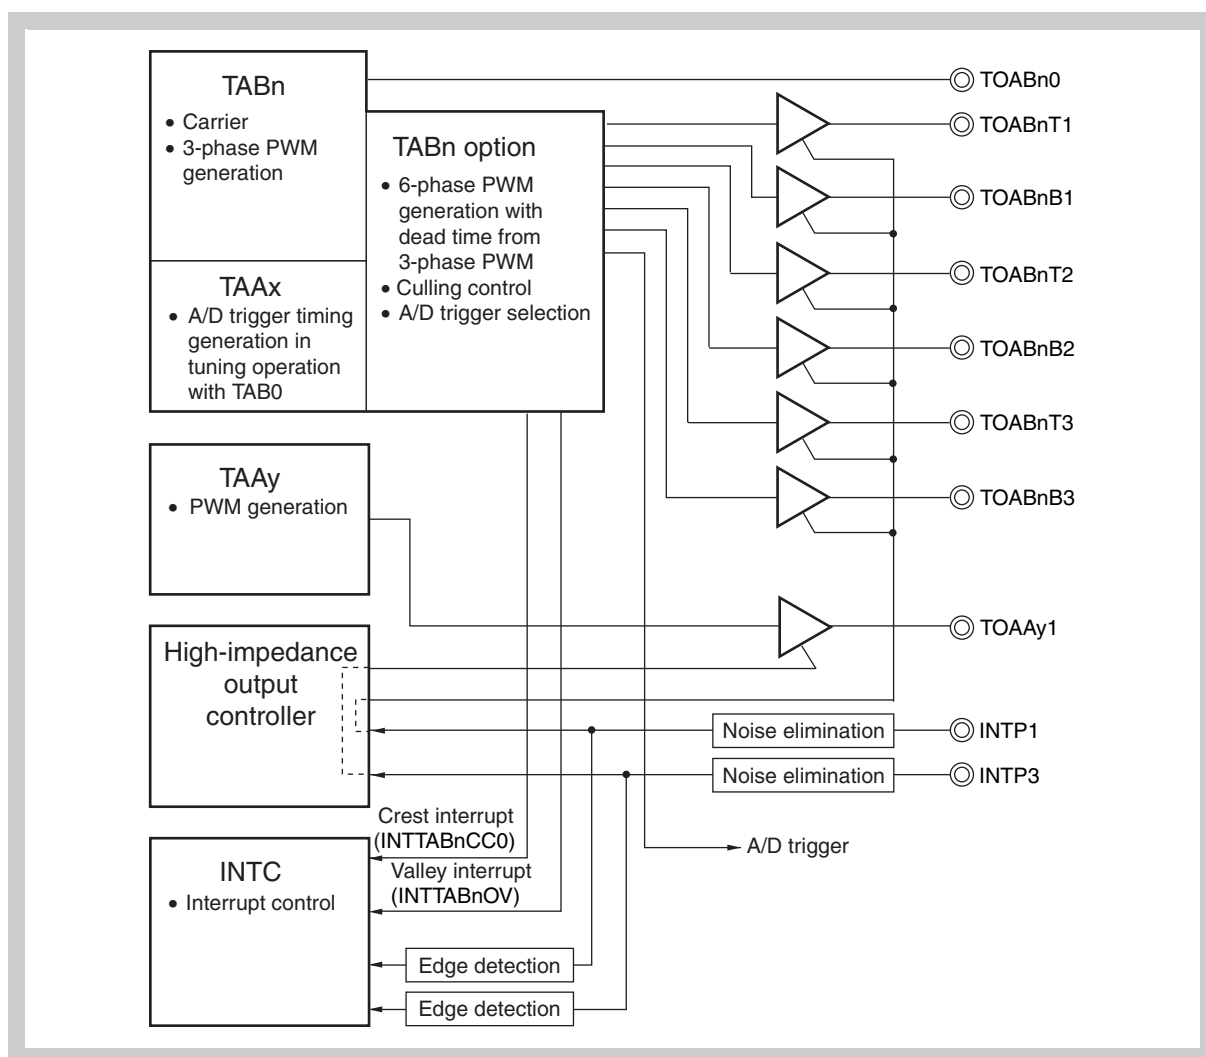 TABn
• Carrier
• 3-phase PWM
generation
TABn option
• 6-phase PWM
generation with
dead time from
3-phase PWM
• Culling control
• A/D trigger selection
TAAx
• A/D trigger timing
generation in
tuning operation
with TAB0
TAAy
• PWM generation
High-impedance
output
controller
INTC
• Interrupt control
Crest interrupt
(INTTABnCC0)
Valley interrupt
(INTTABnOV)
Edge detection
Edge detection
Noise elimination
Noise elimination
A/D trigger
TOABn0
TOABnT1
TOABnB1
TOABnT2
TOABnB2
TOABnT3
TOABnB3
TOAAy1
INTP1
INTP3